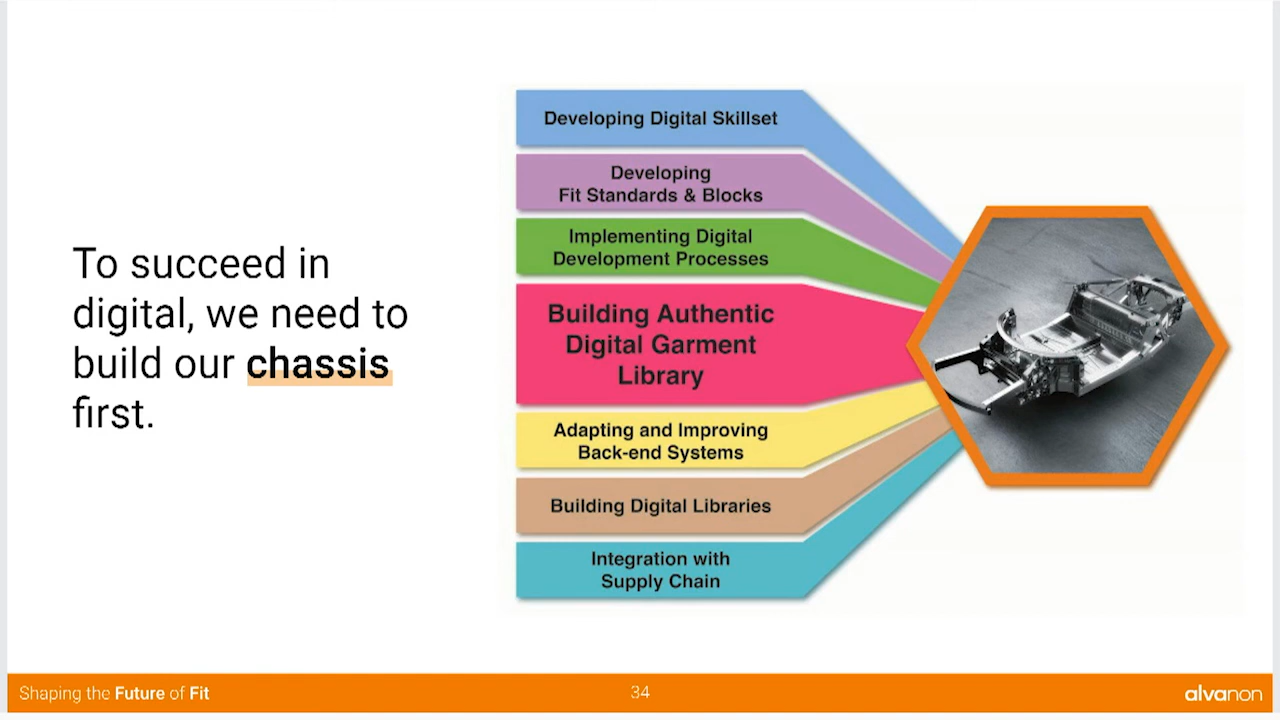 To succeed in
digital, we need to
build our chassis
first.
Developing Digital Skillset
Developing
Fit Standards & Blocks
Implementing Digital
Development Processes
Building Authentic
Digital Garment
Library
Adapting and Improving
Back-end Systems
Building Digital Libraries
Integration with
Supply Chain
Shaping the Future of Fit
34
alvanon